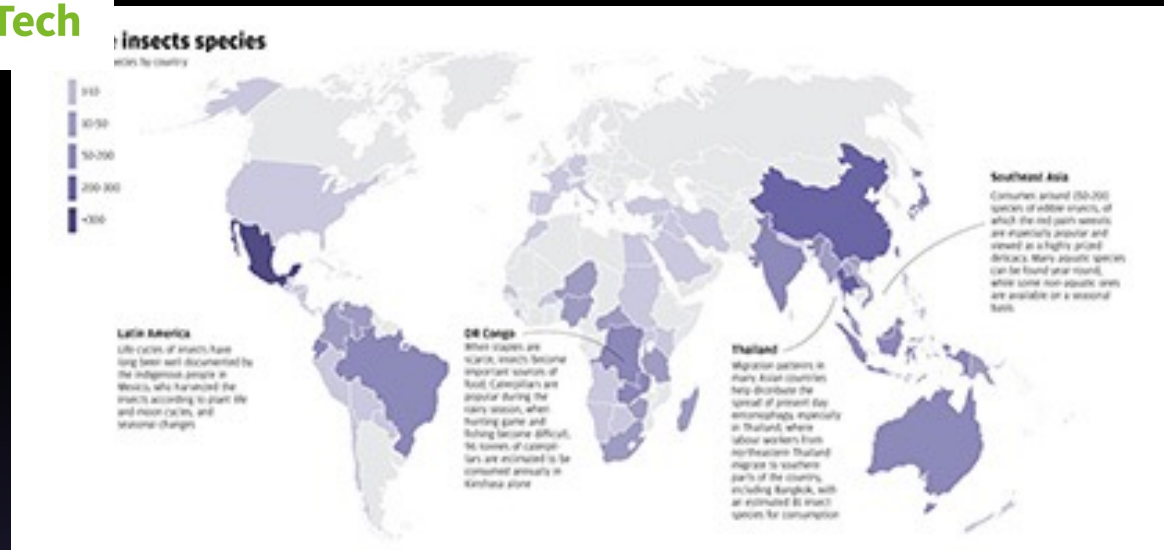 Tech
insects species
species by country
10-50
50-200
200-300
+300
Southeast Asia
Consumes around 150-200
species of edible insects, of
which the red palm weevils
are especially popular and
viewed as a highly prized
delicacy. Many aquatic species
can be found year-round,
while some non-aquatic ones
are available on a seasonal
basis
Latin America
Life cycles of insects have
long been well documented by
the indigenous people in
Mexico, who harvested the
insects according to plant life
and moon cycles, and
seasonal changes
DR Congo
When staples are
scarce, insects become
important sources of
food. Caterpillars are
popular during the
rainy season, when
hunting game and
fishing become difficult.
96 tonnes of caterpil-
lars are estimated to be
consumed annually in
Kinshasa alone
Thailand
Migration patterns in
many Asian countries
help distribute the
spread of present day
entomophagy, especially
in Thailand, where
labour workers from
northeastern Thailand
migrate to southern
parts of the country,
including Bangkok, with
an estimated 81 insect
species for consumption